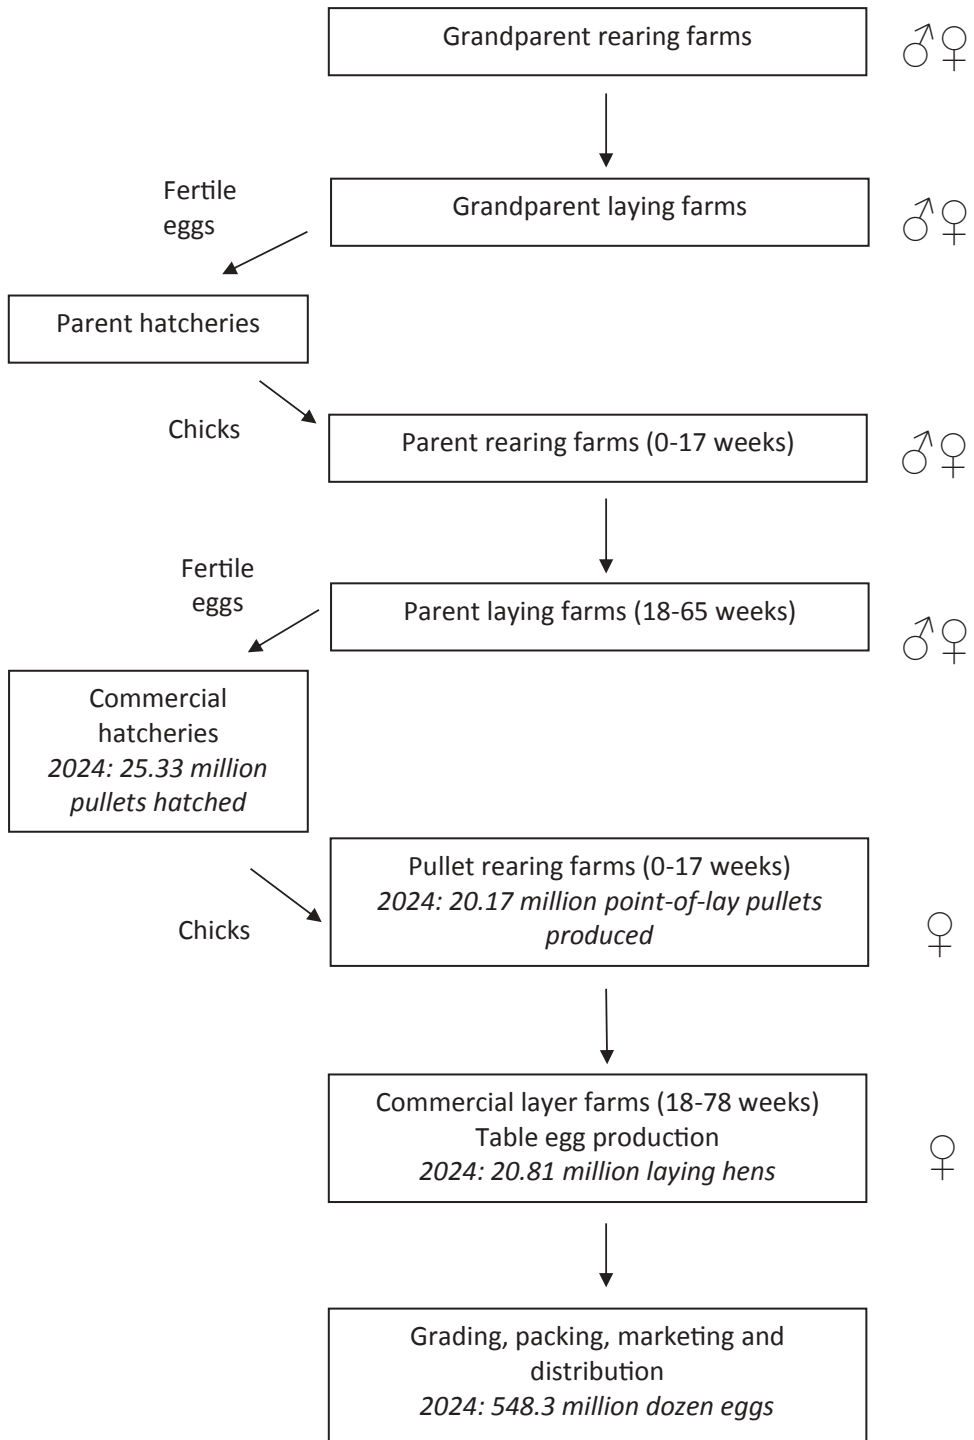 Grandparent rearing farms
♂♀
Grandparent laying farms
♂♀
Fertile
eggs
Parent hatcheries
Chicks
Parent rearing farms (0-17 weeks)
♂♀
Fertile
eggs
Parent laying farms (18-65 weeks)
♂♀
Commercial
hatcheries
2024: 25.33 million
pullets hatched
Chicks
Pullet rearing farms (0-17 weeks)
2024: 20.17 million point-of-lay pullets
produced
♀
Commercial layer farms (18-78 weeks)
Table egg production
2024: 20.81 million laying hens
♀
Grading, packing, marketing and
distribution
2024: 548.3 million dozen eggs